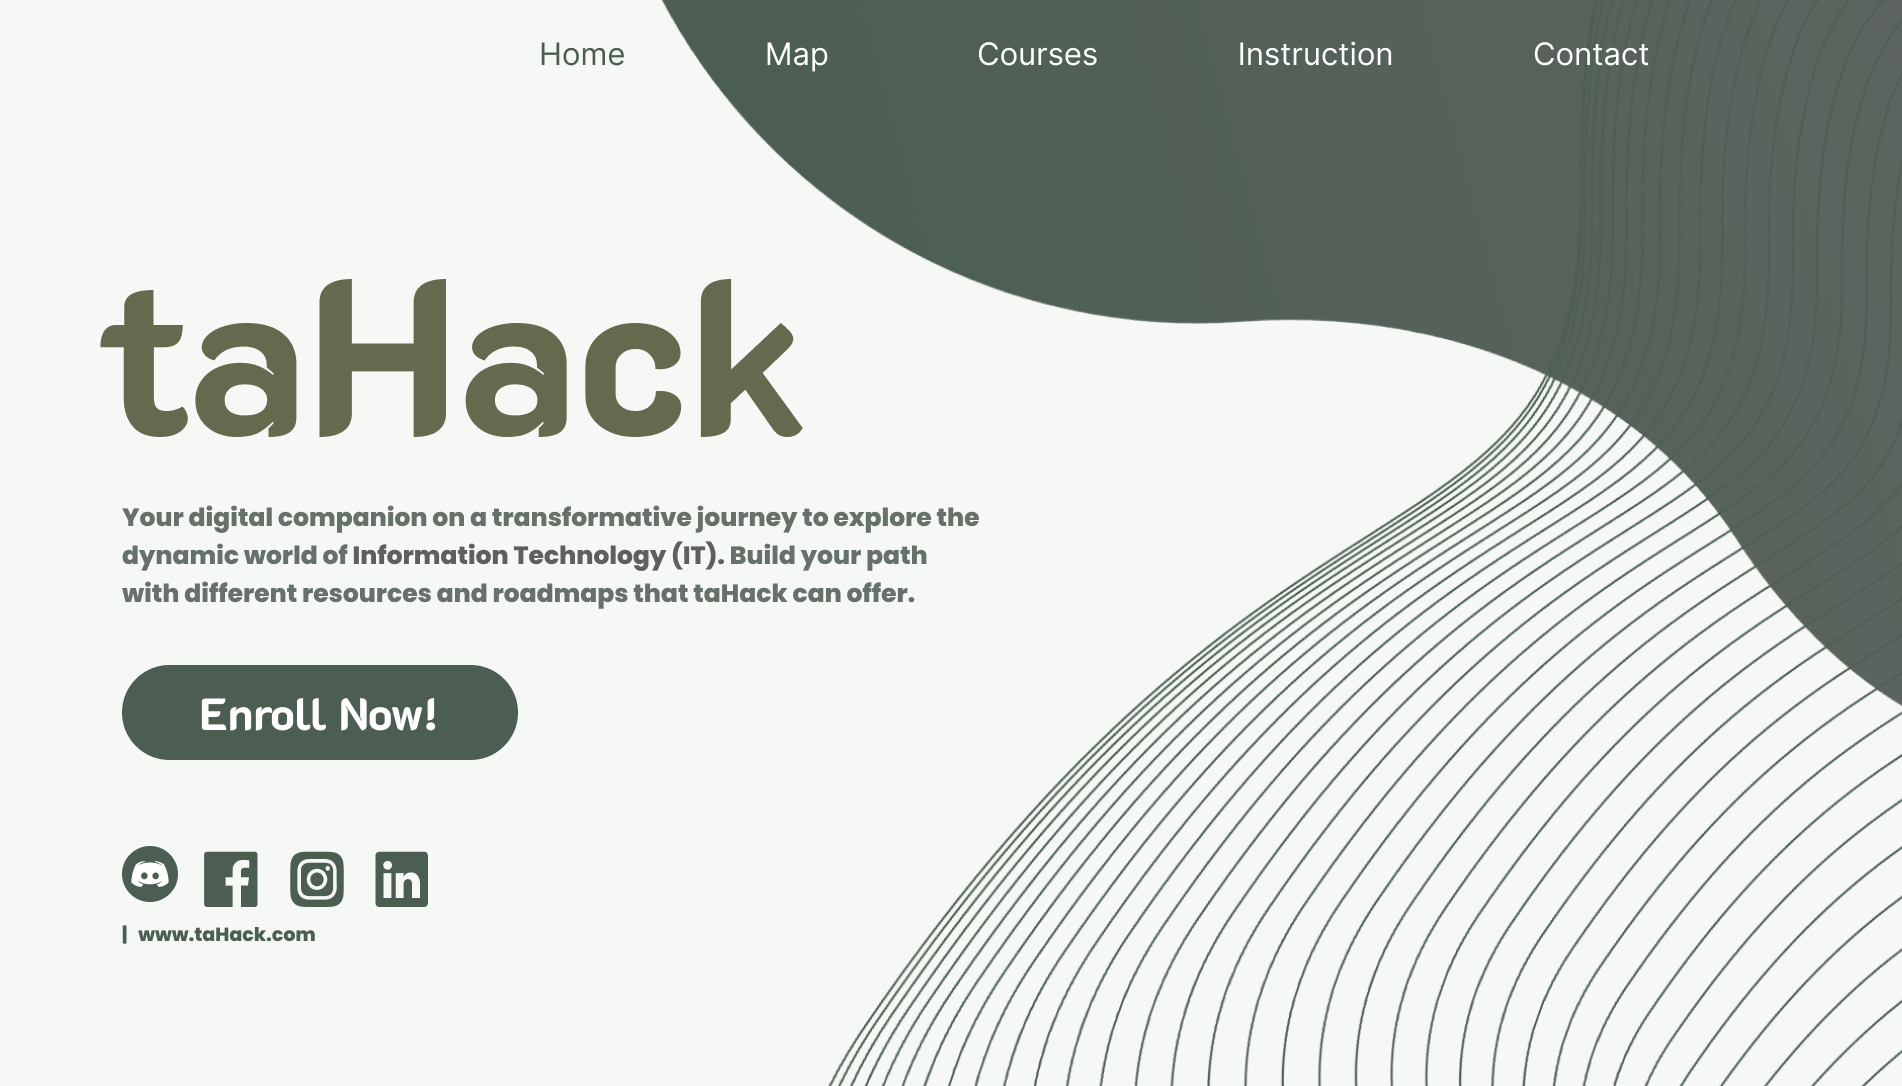 Home Map Courses Instruction Contact
taHack
Your digital companion on a transformative journey to explore the
dynamic world of Information Technology (IT). Build your path
with different resources and roadmaps that taHack can offer.
Enroll Now!
| www.taHack.com